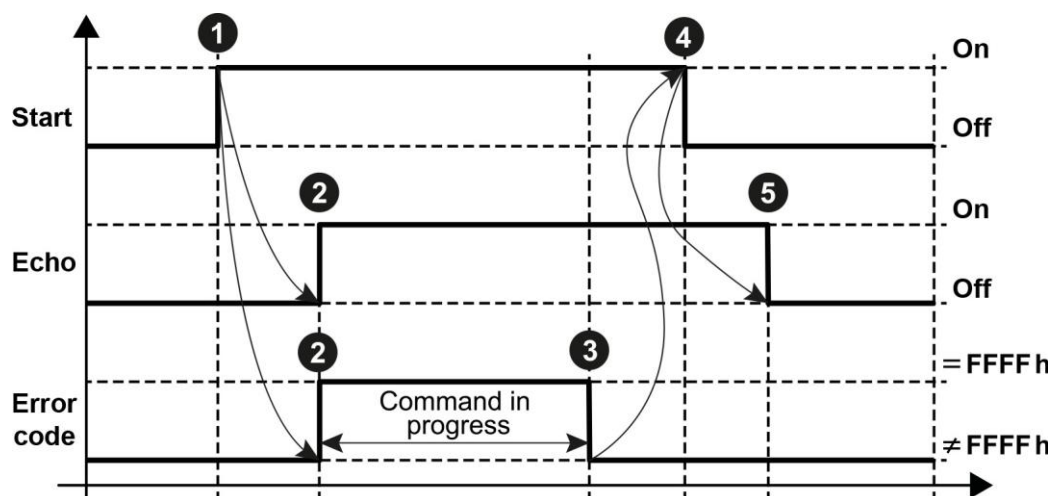 1
4
On
Start
Off
2
5
On
Echo
Off
2
3
= FFFF h
Error
code
Command in
progress
≠ FFFF h